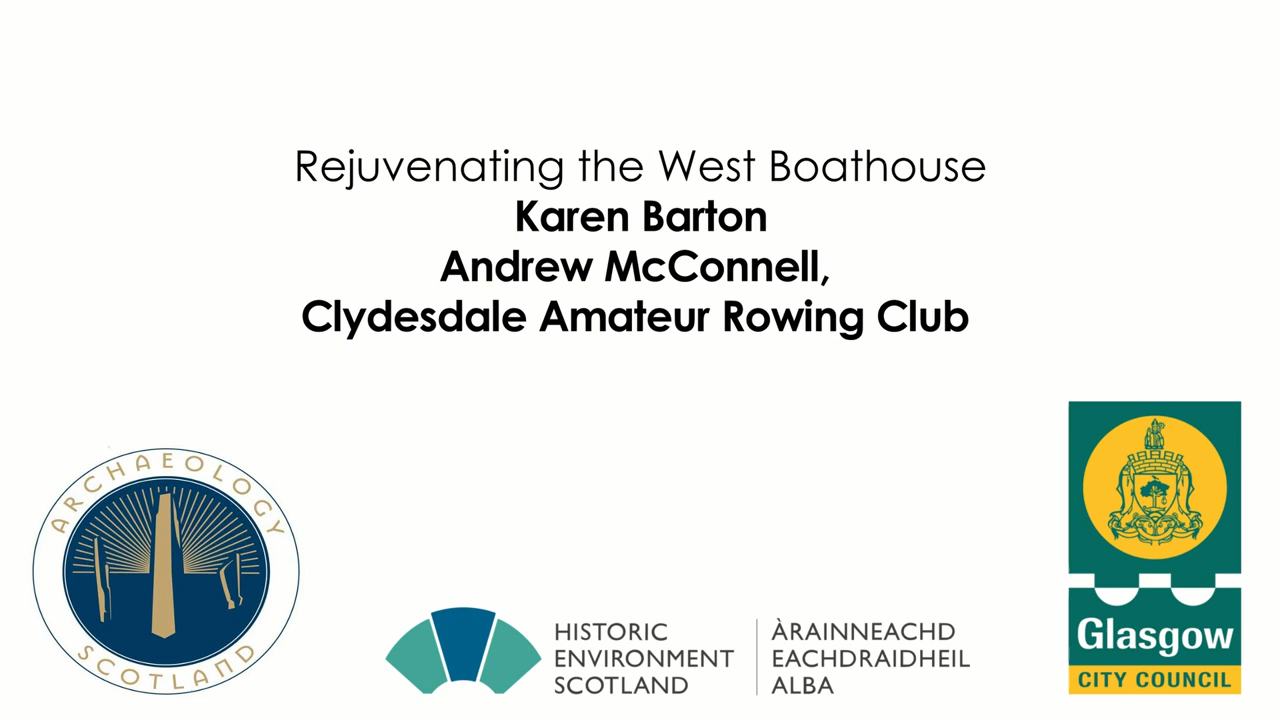 Rejuvenating the West Boathouse
Karen Barton
Andrew McConnell,
Clydesdale Amateur Rowing Club
ARCHAEOLOGY
SCOTLAND
HISTORIC
ENVIRONMENT
SCOTLAND
ÀRAINNEACHD
EACHDRAIDHEIL
ALBA
Glasgow
CITY COUNCIL